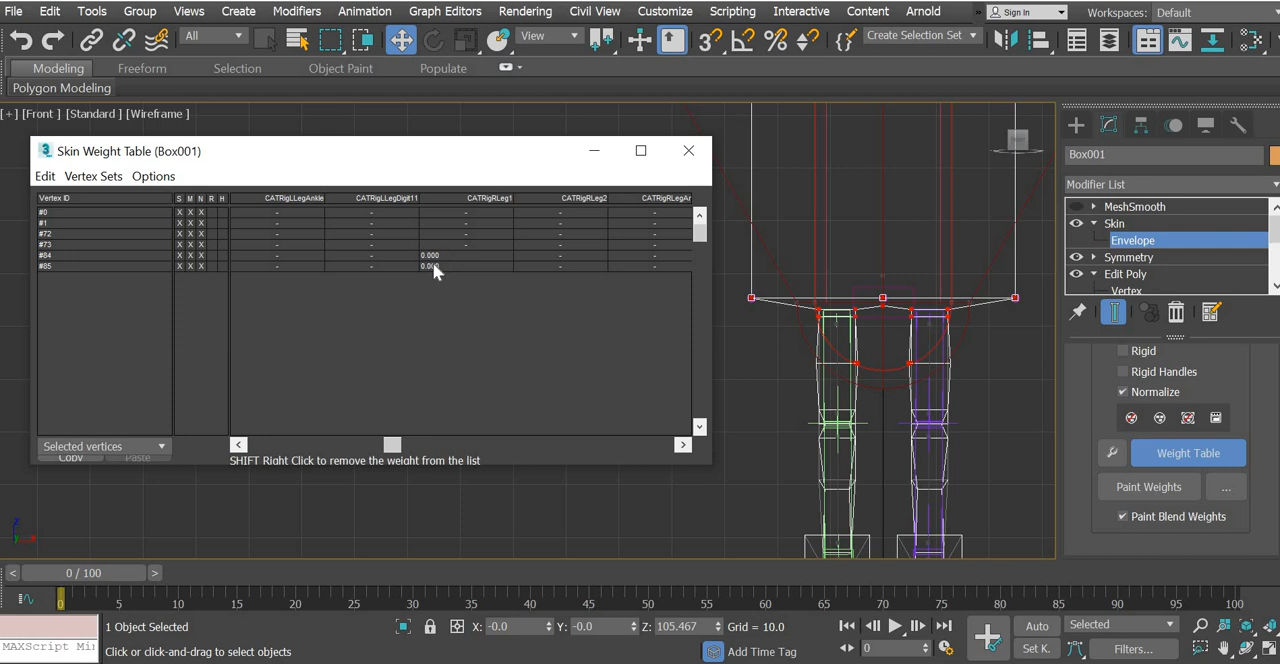 File Edit Tools Group Views Create Modifiers Animation Graph Editors Rendering Civil View Customize Scripting Interactive Content Arnold » Sign In Workspaces: Default
All View 3 Create Selection Set
Modeling Freeform Selection Object Paint Populate
Polygon Modeling
[+] [Front ] [Standard ] [Wireframe ]
3 Skin Weight Table (Box001)
Edit Vertex Sets Options
Vertex ID S M N R H CATRigLLegAnkle CATRigLLegDigit11 CATRigRLeg1 CATRigRLeg2
#0 X X X - - - - -
#1 X X X - - - - -
#72 X X X - - - - -
#73 X X X - - - - -
#84 X X X - - 0.000 - -
#85 X X X - - - -
Selected vertices
Copy Paste
SHIFT Right Click to remove the weight from the list
Box001
Modifier List
MeshSmooth
Skin
Envelope
Symmetry
Edit Poly
Vertex
Rigid
Rigid Handles
Normalize
Weight Table
Paint Weights ...
Paint Blend Weights
z
y x
< 0 / 100 >
0 5 10 15 20 25 30 35 40 45 50 55 60 65 70 75 80 85 90 95 100
1 Object Selected X: -0.0 Y: -0.0 Z: 105.467 Grid = 10.0 Auto Selected
MAXScript Mi Click or click-and-drag to select objects Add Time Tag 0 Set K. Filters...